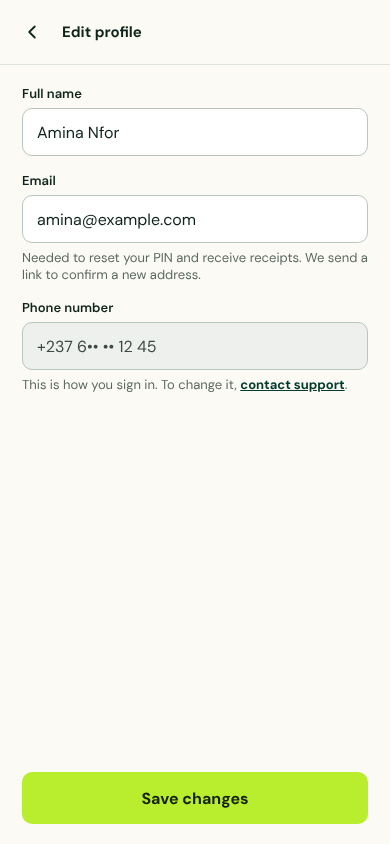 Edit profile
Full name
Amina Nfor
Email
amina@example.com
Needed to reset your PIN and receive receipts. We send a
link to confirm a new address.
Phone number
+237 6•• •• 12 45
This is how you sign in. To change it, contact support.
Save changes